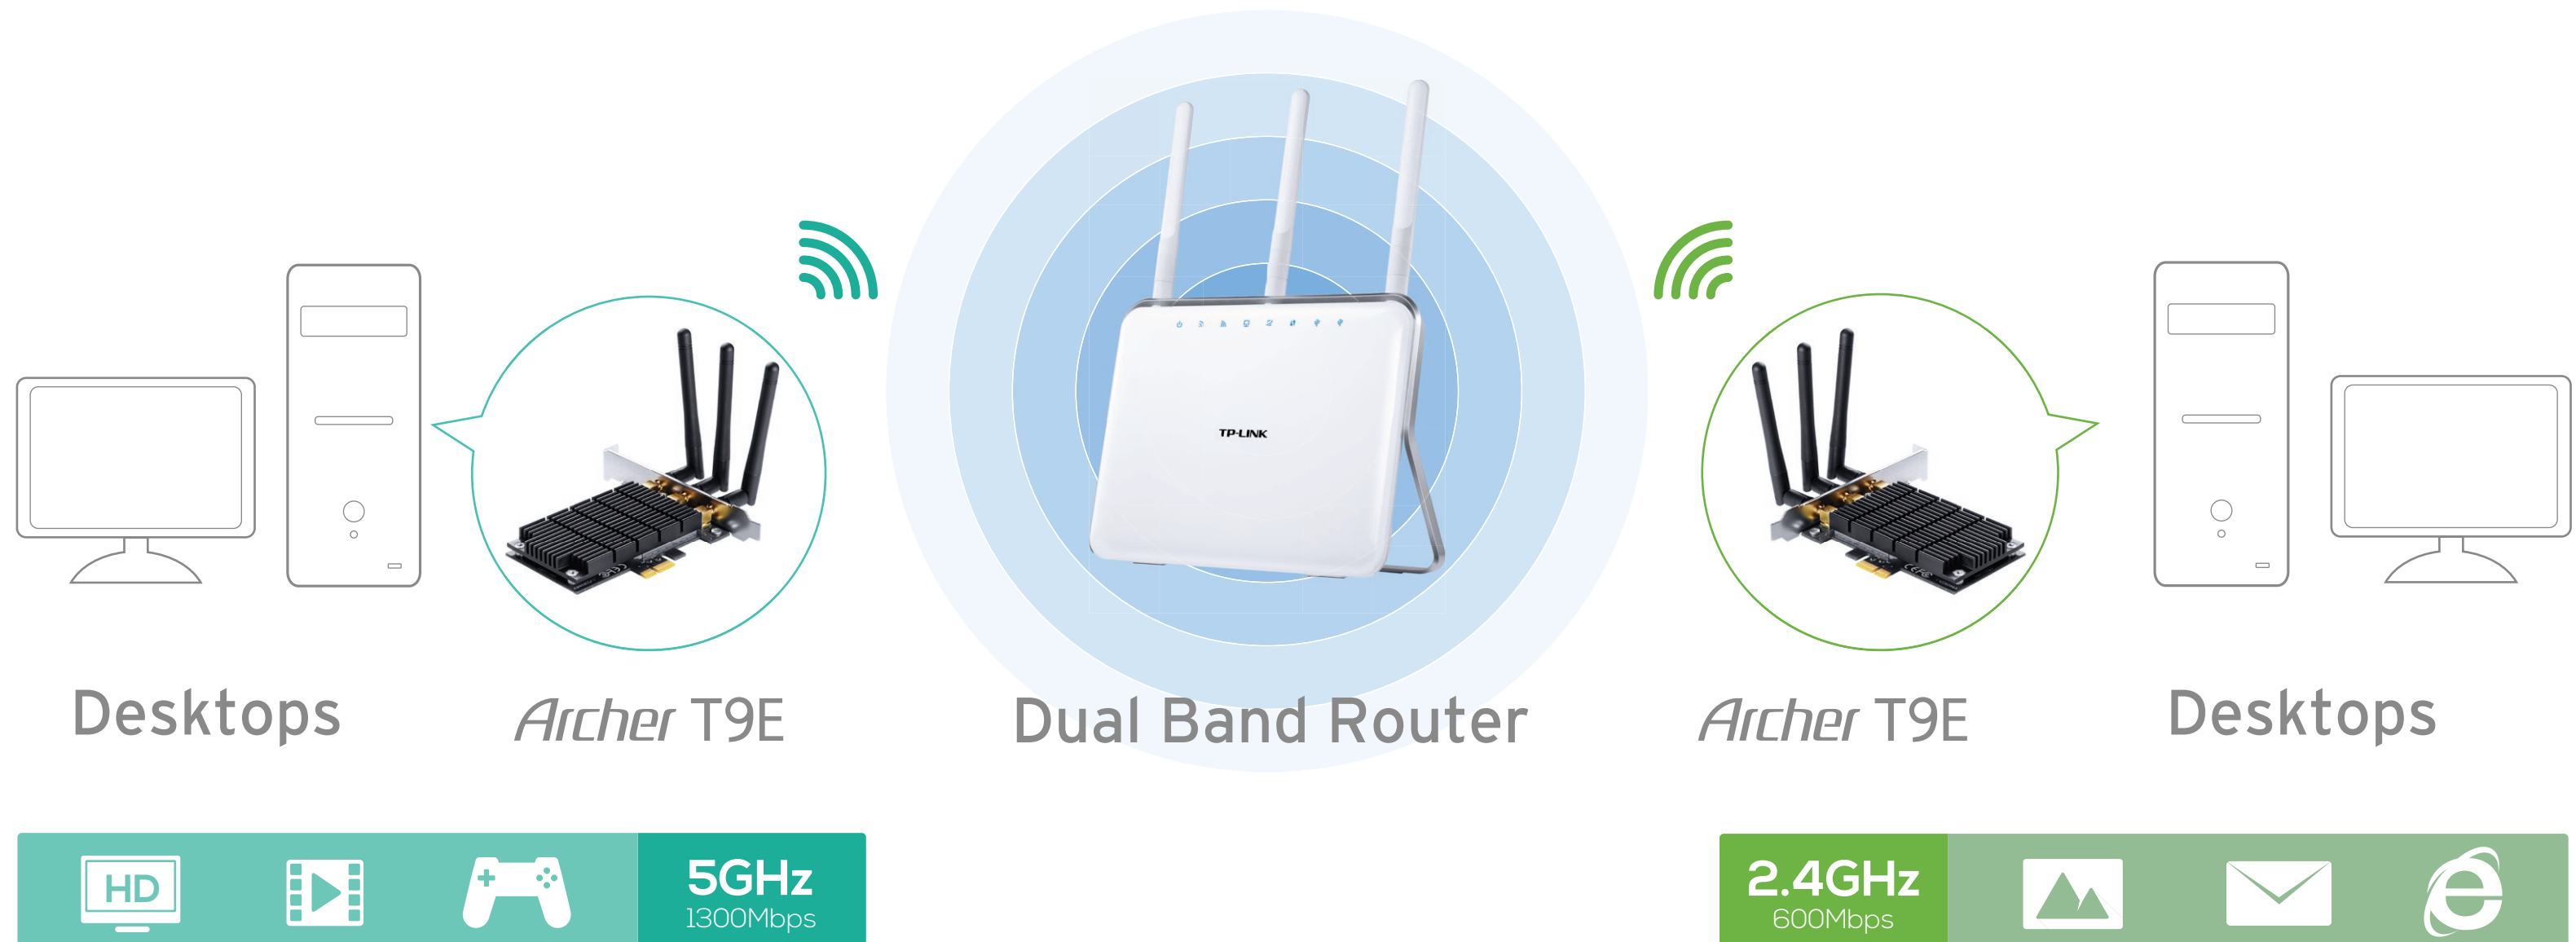 TP-LINK
Desktops
Archer T9E
Dual Band Router
Archer T9E
Desktops
HD
5GHz
1300Mbps
2.4GHz
600Mbps